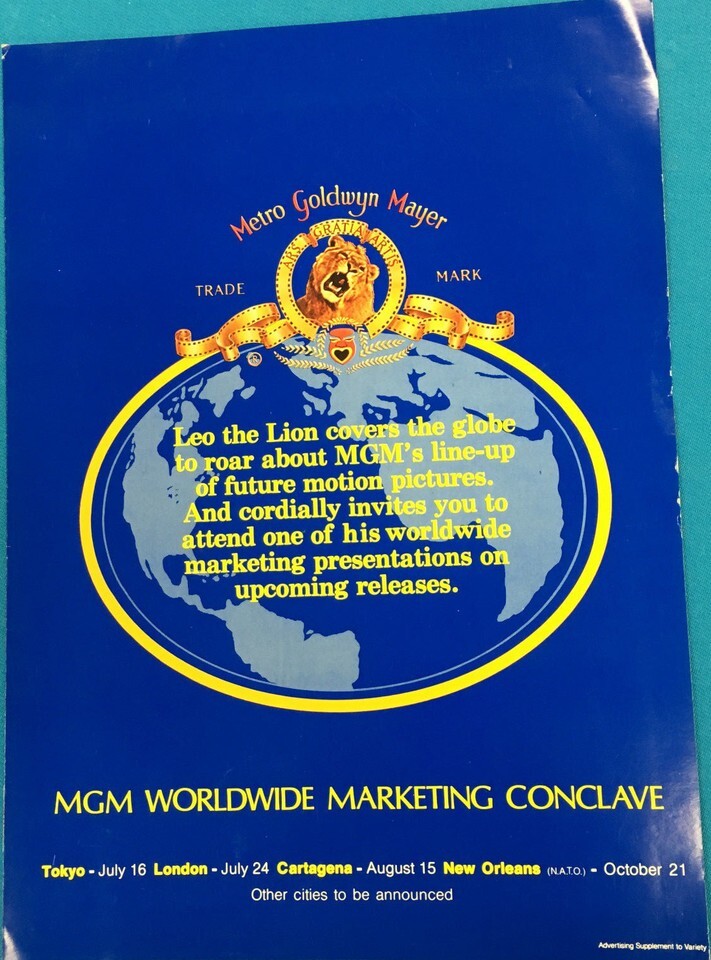 Metro Goldwyn Mayer
ARS GRATIA ARTIS
TRADE MARK
®
Leo the Lion covers the globe
to roar about MGM's line-up
of future motion pictures.
And cordially invites you to
attend one of his worldwide
marketing presentations on
upcoming releases.
MGM WORLDWIDE MARKETING CONCLAVE
Tokyo - July 16 London - July 24 Cartagena - August 15 New Orleans (N.A.T.O.) - October 21
Other cities to be announced
Advertising Supplement to Variety